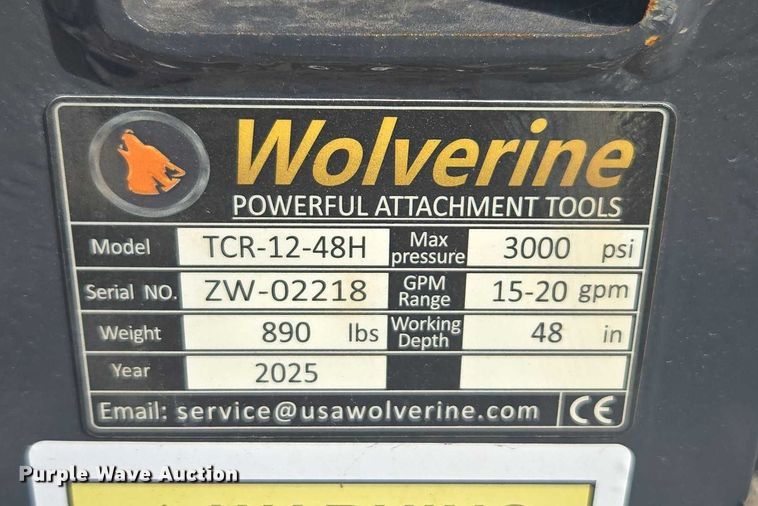 Wolverine
POWERFUL ATTACHMENT TOOLS
Model TCR-12-48H Max pressure 3000 psi
Serial NO. ZW-02218 GPM Range 15-20 gpm
Weight 890 lbs Working Depth 48 in
Year 2025
Email: service@usawolverine.com CE
Purple Wave Auction